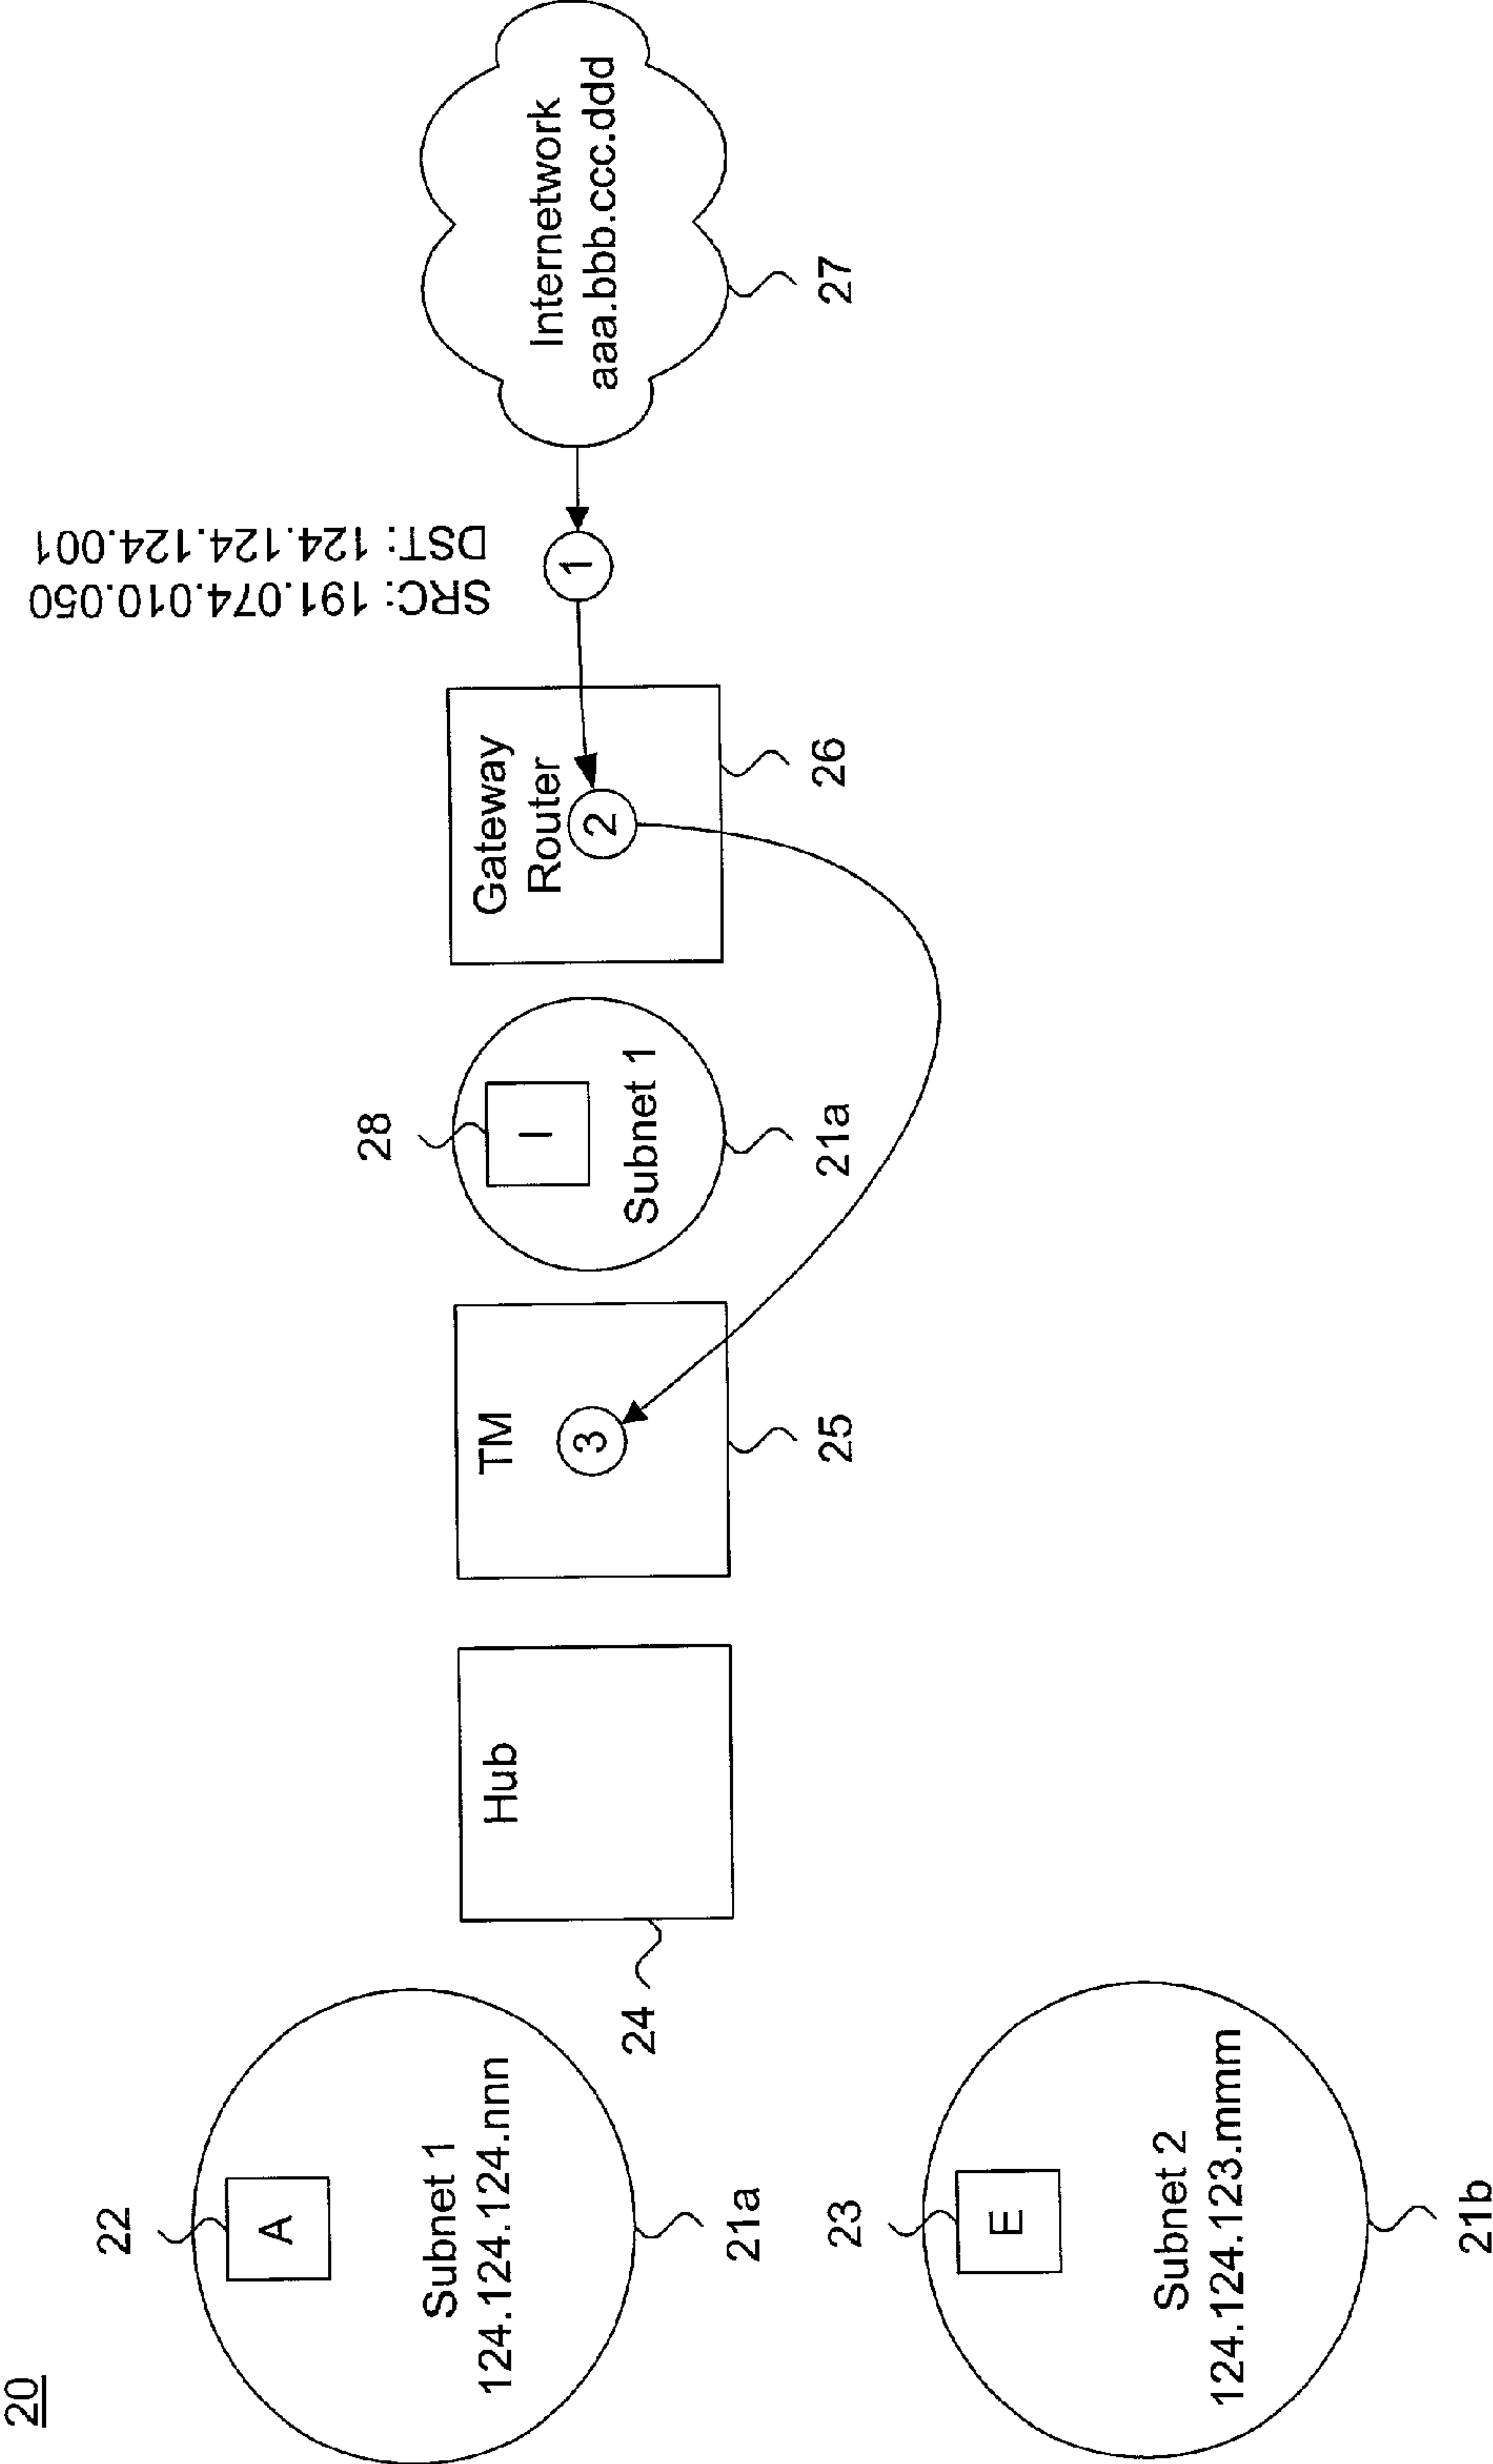 20
22
A
Subnet 1
124.124.124.nnn
21a
23
E
Subnet 2
124.124.123.mmm
21b
Hub
24
TM
3
25
28
I
Subnet 1
21a
Gateway
Router
2
26
SRC: 191.074.010.050
DST: 124.124.124.001
1
Internetwork
aaa.bbb.ccc.ddd
27